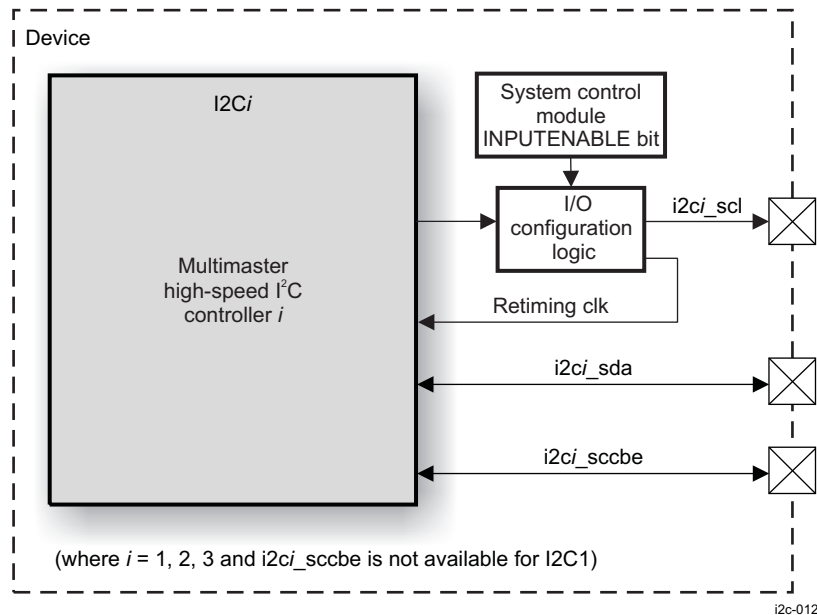 Device
I2Ci
System control
module
INPUTENABLE bit
I/O
configuration
logic
i2ci_scl
Multimaster
high-speed I²C
controller i
Retiming clk
i2ci_sda
i2ci_sccbe
(where i = 1, 2, 3 and i2ci_sccbe is not available for I2C1)
i2c-012